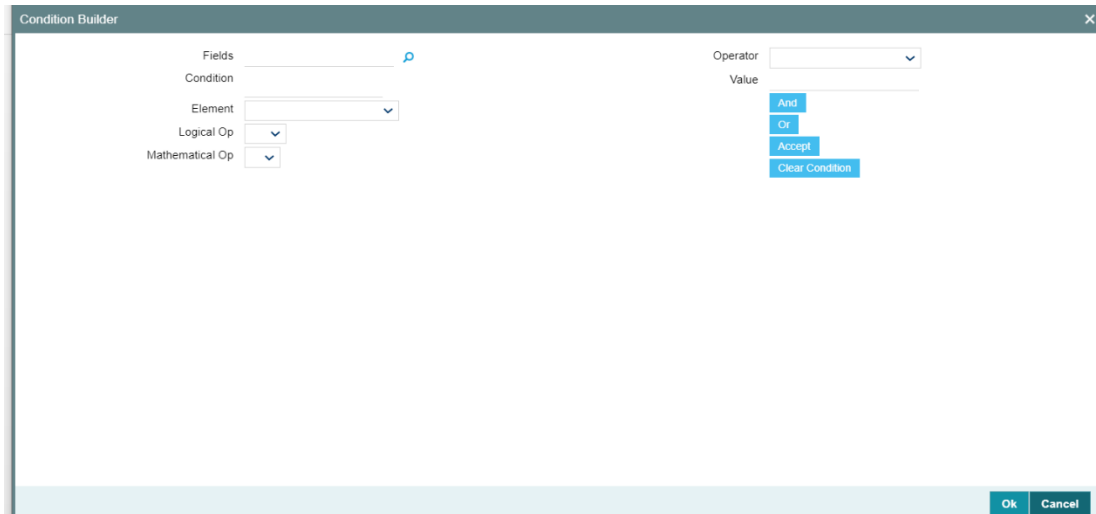 Condition Builder
Fields
Condition
Element
Logical Op
Mathematical Op
Operator
Value
And
Or
Accept
Clear Condition
Ok
Cancel